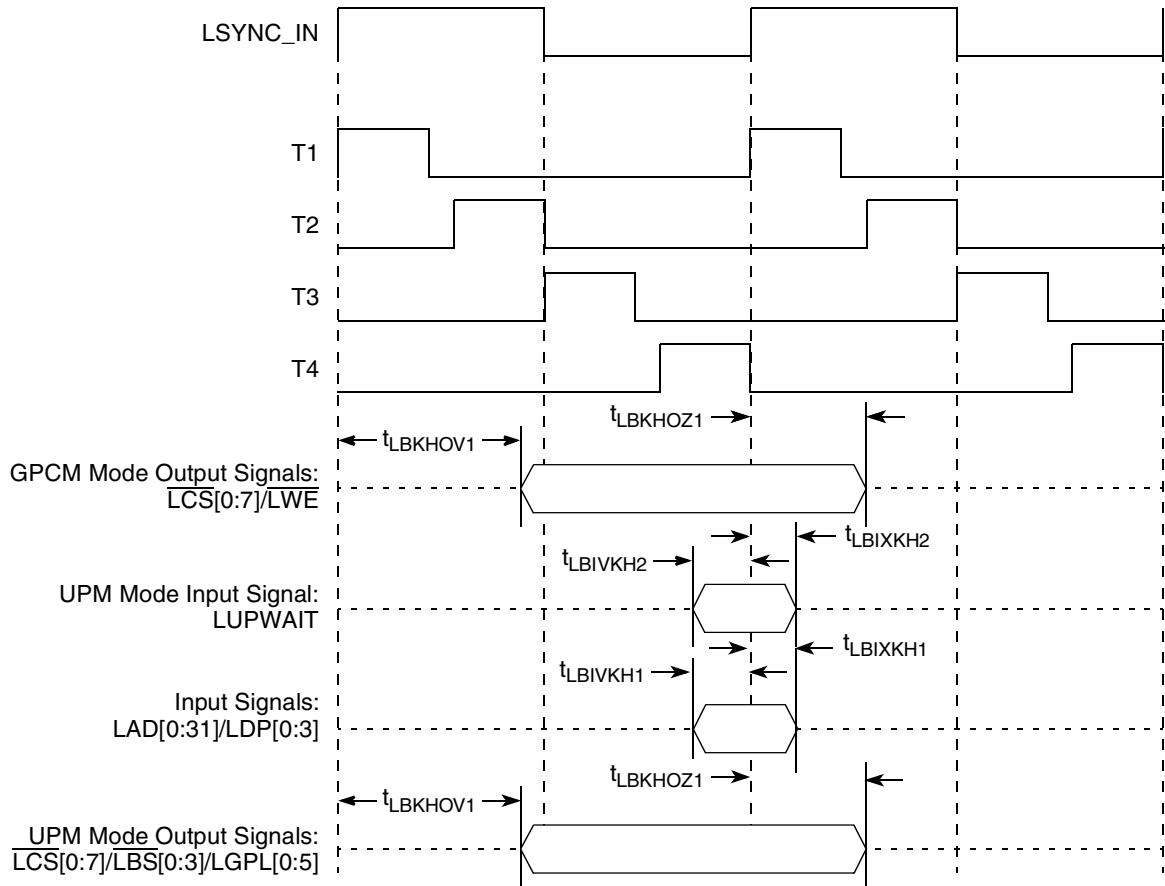 LSYNC_IN
T1
T2
T3
T4
tLBKHOZ1
tLBKHOV1
GPCM Mode Output Signals:
LCS[0:7]/LWE
tLBIXKH2
tLBIVKH2
UPM Mode Input Signal:
LUPWAIT
tLBIXKH1
tLBIVKH1
Input Signals:
LAD[0:31]/LDP[0:3]
tLBKHOZ1
tLBKHOV1
UPM Mode Output Signals:
LCS[0:7]/LBS[0:3]/LGPL[0:5]